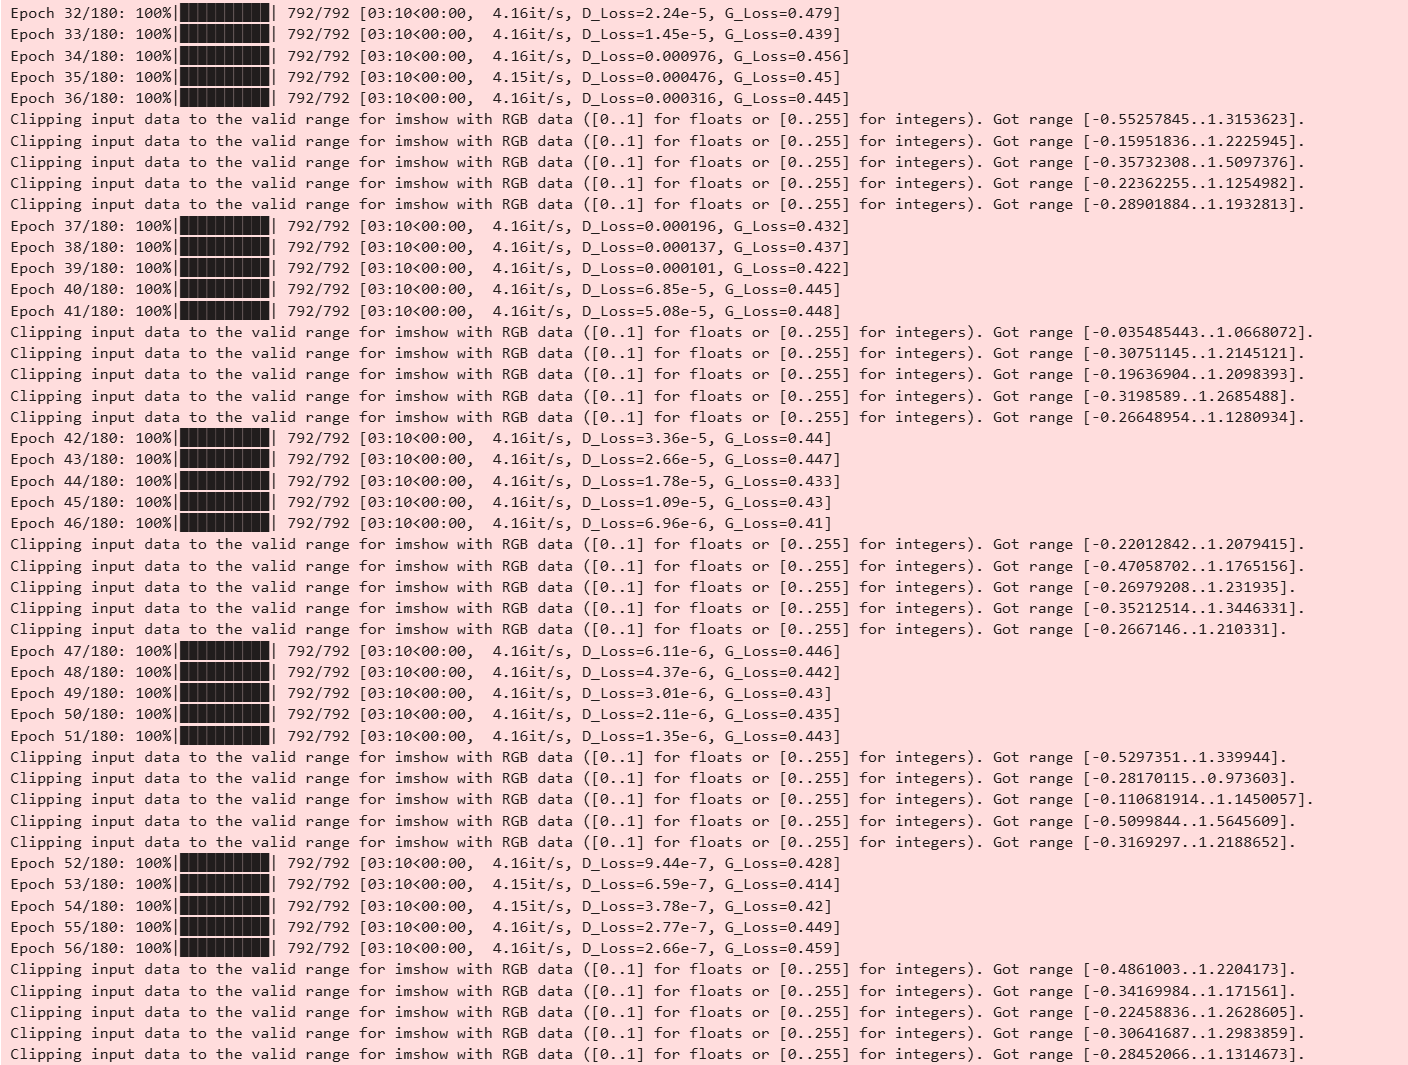 Epoch 32/180: 100%|██████████| 792/792 [03:10<00:00,  4.16it/s, D_Loss=2.24e-5, G_Loss=0.479]
Epoch 33/180: 100%|██████████| 792/792 [03:10<00:00,  4.16it/s, D_Loss=1.45e-5, G_Loss=0.439]
Epoch 34/180: 100%|██████████| 792/792 [03:10<00:00,  4.16it/s, D_Loss=0.000976, G_Loss=0.456]
Epoch 35/180: 100%|██████████| 792/792 [03:10<00:00,  4.15it/s, D_Loss=0.000476, G_Loss=0.45]
Epoch 36/180: 100%|██████████| 792/792 [03:10<00:00,  4.16it/s, D_Loss=0.000316, G_Loss=0.445]
Clipping input data to the valid range for imshow with RGB data ([0..1] for floats or [0..255] for integers). Got range [-0.55257845..1.3153623].
Clipping input data to the valid range for imshow with RGB data ([0..1] for floats or [0..255] for integers). Got range [-0.15951836..1.2225945].
Clipping input data to the valid range for imshow with RGB data ([0..1] for floats or [0..255] for integers). Got range [-0.35732308..1.5097376].
Clipping input data to the valid range for imshow with RGB data ([0..1] for floats or [0..255] for integers). Got range [-0.22362255..1.1254982].
Clipping input data to the valid range for imshow with RGB data ([0..1] for floats or [0..255] for integers). Got range [-0.28901884..1.1932813].
Epoch 37/180: 100%|██████████| 792/792 [03:10<00:00,  4.16it/s, D_Loss=0.000196, G_Loss=0.432]
Epoch 38/180: 100%|██████████| 792/792 [03:10<00:00,  4.16it/s, D_Loss=0.000137, G_Loss=0.437]
Epoch 39/180: 100%|██████████| 792/792 [03:10<00:00,  4.16it/s, D_Loss=0.000101, G_Loss=0.422]
Epoch 40/180: 100%|██████████| 792/792 [03:10<00:00,  4.16it/s, D_Loss=6.85e-5, G_Loss=0.445]
Epoch 41/180: 100%|██████████| 792/792 [03:10<00:00,  4.16it/s, D_Loss=5.08e-5, G_Loss=0.448]
Clipping input data to the valid range for imshow with RGB data ([0..1] for floats or [0..255] for integers). Got range [-0.035485443..1.0668072].
Clipping input data to the valid range for imshow with RGB data ([0..1] for floats or [0..255] for integers). Got range [-0.30751145..1.2145121].
Clipping input data to the valid range for imshow with RGB data ([0..1] for floats or [0..255] for integers). Got range [-0.19636904..1.2098393].
Clipping input data to the valid range for imshow with RGB data ([0..1] for floats or [0..255] for integers). Got range [-0.3198589..1.2685488].
Clipping input data to the valid range for imshow with RGB data ([0..1] for floats or [0..255] for integers). Got range [-0.26648954..1.1280934].
Epoch 42/180: 100%|██████████| 792/792 [03:10<00:00,  4.16it/s, D_Loss=3.36e-5, G_Loss=0.44]
Epoch 43/180: 100%|██████████| 792/792 [03:10<00:00,  4.16it/s, D_Loss=2.66e-5, G_Loss=0.447]
Epoch 44/180: 100%|██████████| 792/792 [03:10<00:00,  4.16it/s, D_Loss=1.78e-5, G_Loss=0.433]
Epoch 45/180: 100%|██████████| 792/792 [03:10<00:00,  4.16it/s, D_Loss=1.09e-5, G_Loss=0.43]
Epoch 46/180: 100%|██████████| 792/792 [03:10<00:00,  4.16it/s, D_Loss=6.96e-6, G_Loss=0.41]
Clipping input data to the valid range for imshow with RGB data ([0..1] for floats or [0..255] for integers). Got range [-0.22012842..1.2079415].
Clipping input data to the valid range for imshow with RGB data ([0..1] for floats or [0..255] for integers). Got range [-0.47058702..1.1765156].
Clipping input data to the valid range for imshow with RGB data ([0..1] for floats or [0..255] for integers). Got range [-0.26979208..1.231935].
Clipping input data to the valid range for imshow with RGB data ([0..1] for floats or [0..255] for integers). Got range [-0.35212514..1.3446331].
Clipping input data to the valid range for imshow with RGB data ([0..1] for floats or [0..255] for integers). Got range [-0.2667146..1.210331].
Epoch 47/180: 100%|██████████| 792/792 [03:10<00:00,  4.16it/s, D_Loss=6.11e-6, G_Loss=0.446]
Epoch 48/180: 100%|██████████| 792/792 [03:10<00:00,  4.16it/s, D_Loss=4.37e-6, G_Loss=0.442]
Epoch 49/180: 100%|██████████| 792/792 [03:10<00:00,  4.16it/s, D_Loss=3.01e-6, G_Loss=0.43]
Epoch 50/180: 100%|██████████| 792/792 [03:10<00:00,  4.16it/s, D_Loss=2.11e-6, G_Loss=0.435]
Epoch 51/180: 100%|██████████| 792/792 [03:10<00:00,  4.16it/s, D_Loss=1.35e-6, G_Loss=0.443]
Clipping input data to the valid range for imshow with RGB data ([0..1] for floats or [0..255] for integers). Got range [-0.5297351..1.339944].
Clipping input data to the valid range for imshow with RGB data ([0..1] for floats or [0..255] for integers). Got range [-0.28170115..0.973603].
Clipping input data to the valid range for imshow with RGB data ([0..1] for floats or [0..255] for integers). Got range [-0.110681914..1.1450057].
Clipping input data to the valid range for imshow with RGB data ([0..1] for floats or [0..255] for integers). Got range [-0.5099844..1.5645609].
Clipping input data to the valid range for imshow with RGB data ([0..1] for floats or [0..255] for integers). Got range [-0.3169297..1.2188652].
Epoch 52/180: 100%|██████████| 792/792 [03:10<00:00,  4.16it/s, D_Loss=9.44e-7, G_Loss=0.428]
Epoch 53/180: 100%|██████████| 792/792 [03:10<00:00,  4.15it/s, D_Loss=6.59e-7, G_Loss=0.414]
Epoch 54/180: 100%|██████████| 792/792 [03:10<00:00,  4.15it/s, D_Loss=3.78e-7, G_Loss=0.42]
Epoch 55/180: 100%|██████████| 792/792 [03:10<00:00,  4.16it/s, D_Loss=2.77e-7, G_Loss=0.449]
Epoch 56/180: 100%|██████████| 792/792 [03:10<00:00,  4.16it/s, D_Loss=2.66e-7, G_Loss=0.459]
Clipping input data to the valid range for imshow with RGB data ([0..1] for floats or [0..255] for integers). Got range [-0.4861003..1.2204173].
Clipping input data to the valid range for imshow with RGB data ([0..1] for floats or [0..255] for integers). Got range [-0.34169984..1.171561].
Clipping input data to the valid range for imshow with RGB data ([0..1] for floats or [0..255] for integers). Got range [-0.22458836..1.2628605].
Clipping input data to the valid range for imshow with RGB data ([0..1] for floats or [0..255] for integers). Got range [-0.30641687..1.2983859].
Clipping input data to the valid range for imshow with RGB data ([0..1] for floats or [0..255] for integers). Got range [-0.28452066..1.1314673].